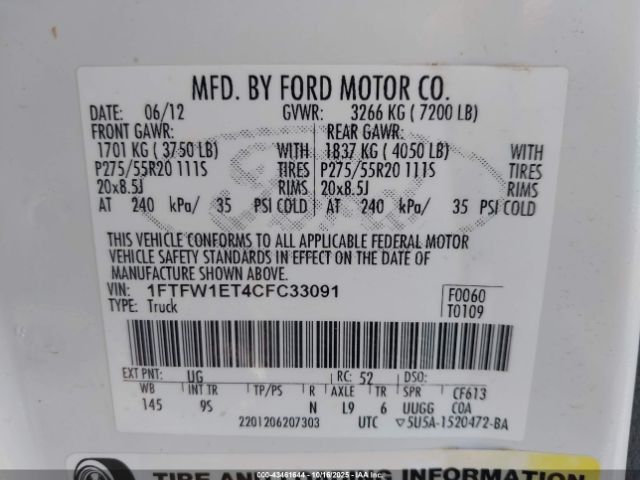 MFD. BY FORD MOTOR CO.
DATE: 06/12 GVWR: 3266 KG ( 7200 LB)
FRONT GAWR: REAR GAWR:
1701 KG ( 3750 LB) WITH 1837 KG ( 4050 LB) WITH
P275/55R20 111S TIRES P275/55R20 111S TIRES
20x8.5J RIMS 20x8.5J RIMS
AT 240 kPa/ 35 PSI COLD AT 240 kPa/ 35 PSI COLD
THIS VEHICLE CONFORMS TO ALL APPLICABLE FEDERAL MOTOR
VEHICLE SAFETY STANDARDS IN EFFECT ON THE DATE OF
MANUFACTURE SHOWN ABOVE.
VIN: 1FTFW1ET4CFC33091 F0060
TYPE: Truck T0109
EXT PNT: UG RC: 52 DSO:
WB INT TR TP/PS R AXLE TR SPR CF613
145 9S N L9 6 UUGG COA
2201206207303 UTC ▽5U5A-1520472-BA
TIRE AND INFORMATION
© 43461644 - 10/16/2025 - IAA Holdings, LLC